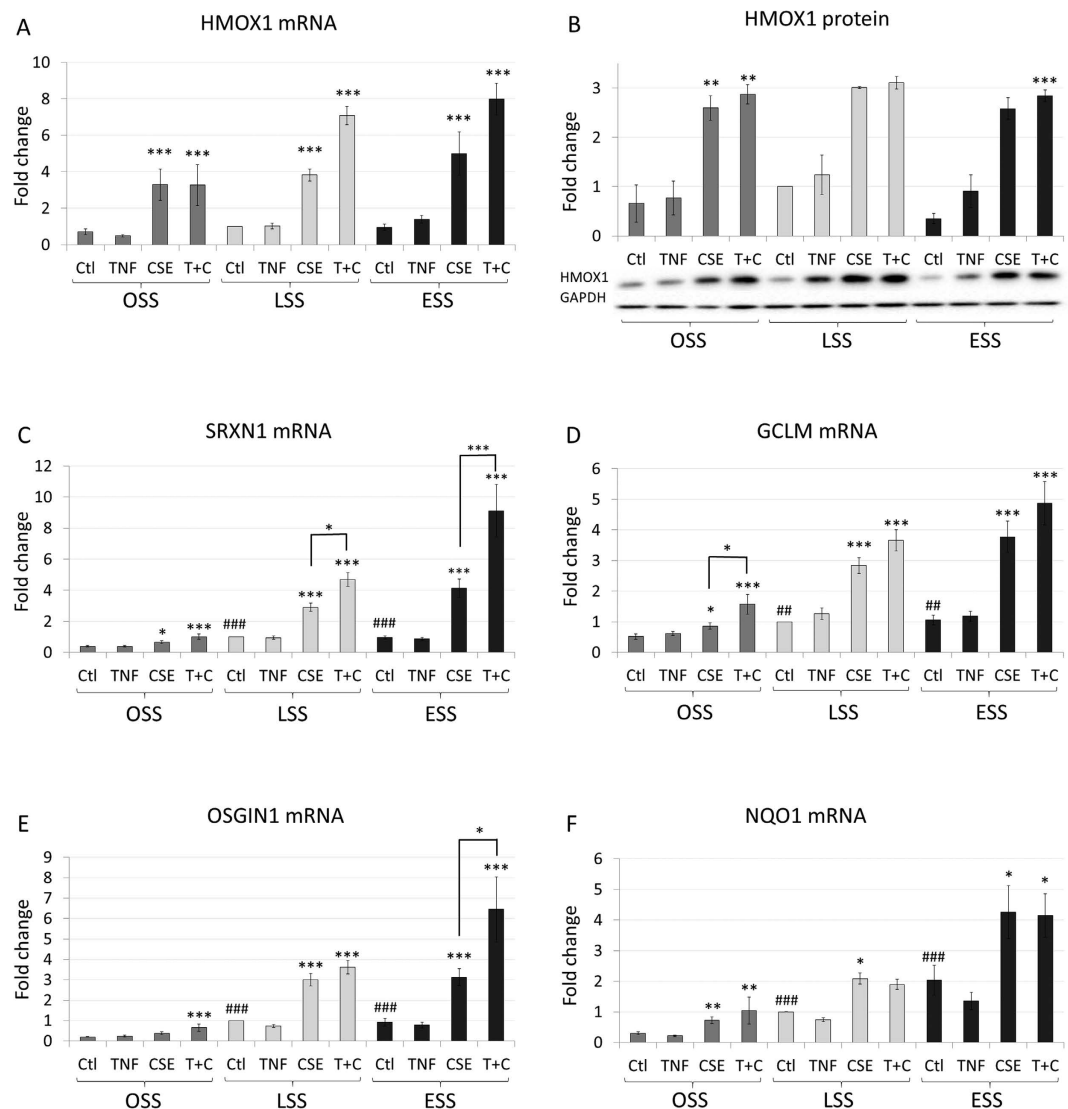 A
HMOX1 mRNA
Fold change
10
8
6
4
2
0
*** *** *** *** *** ***
Ctl TNF CSE T+C Ctl TNF CSE T+C Ctl TNF CSE T+C
OSS LSS ESS
B
HMOX1 protein
Fold change
3
2
1
0
** ** ***
Ctl TNF CSE T+C Ctl TNF CSE T+C Ctl TNF CSE T+C
HMOX1
GAPDH
OSS LSS ESS
C
SRXN1 mRNA
Fold change
12
10
8
6
4
2
0
* *** ### *** *** * ### *** *** ***
Ctl TNF CSE T+C Ctl TNF CSE T+C Ctl TNF CSE T+C
OSS LSS ESS
D
GCLM mRNA
Fold change
6
5
4
3
2
1
0
* *** * ## *** *** ## *** ***
Ctl TNF CSE T+C Ctl TNF CSE T+C Ctl TNF CSE T+C
OSS LSS ESS
E
OSGIN1 mRNA
Fold change
9
8
7
6
5
4
3
2
1
0
*** ### *** *** ### *** *** *
Ctl TNF CSE T+C Ctl TNF CSE T+C Ctl TNF CSE T+C
OSS LSS ESS
F
NQO1 mRNA
Fold change
6
5
4
3
2
1
0
** ** ### * ### * *
Ctl TNF CSE T+C Ctl TNF CSE T+C Ctl TNF CSE T+C
OSS LSS ESS